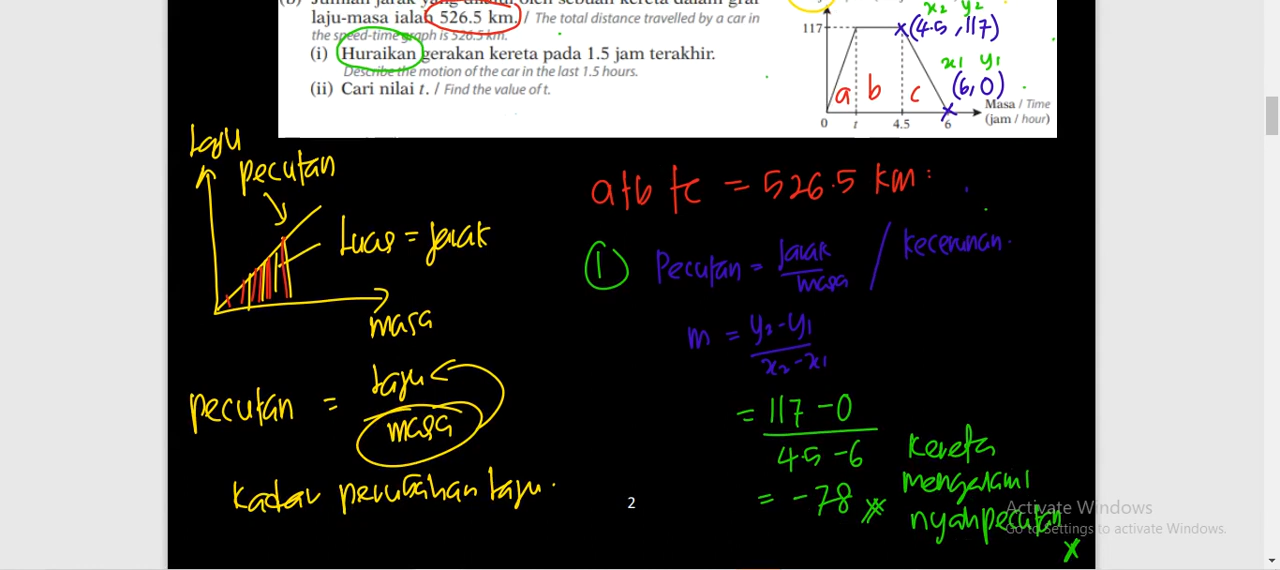 laju-masa ialah 526.5 km. / The total distance travelled by a car in
the speed-time graph is 526.5 km.
(i) Huraikan gerakan kereta pada 1.5 jam terakhir.
Describe the motion of the car in the last 1.5 hours.
(ii) Cari nilai t. / Find the value of t.
x2 y2
117
(4.5, 117)
x1 y1
(6,0)
a b c
0 t 4.5 6
Masa / Time
(jam / hour)
Laju
pecutan
Luas = jarak
masa
pecutan = laju
masa
kadar perubahan laju.
a+b+c = 526.5 km.
1 Pecutan = Jarak / kecerunan.
masa
m = y2-y1
x2-x1
= 117-0
4.5-6
= -78
kereta
mengalami
nyahpecutan
2
Activate Windows
Go to Settings to activate Windows.